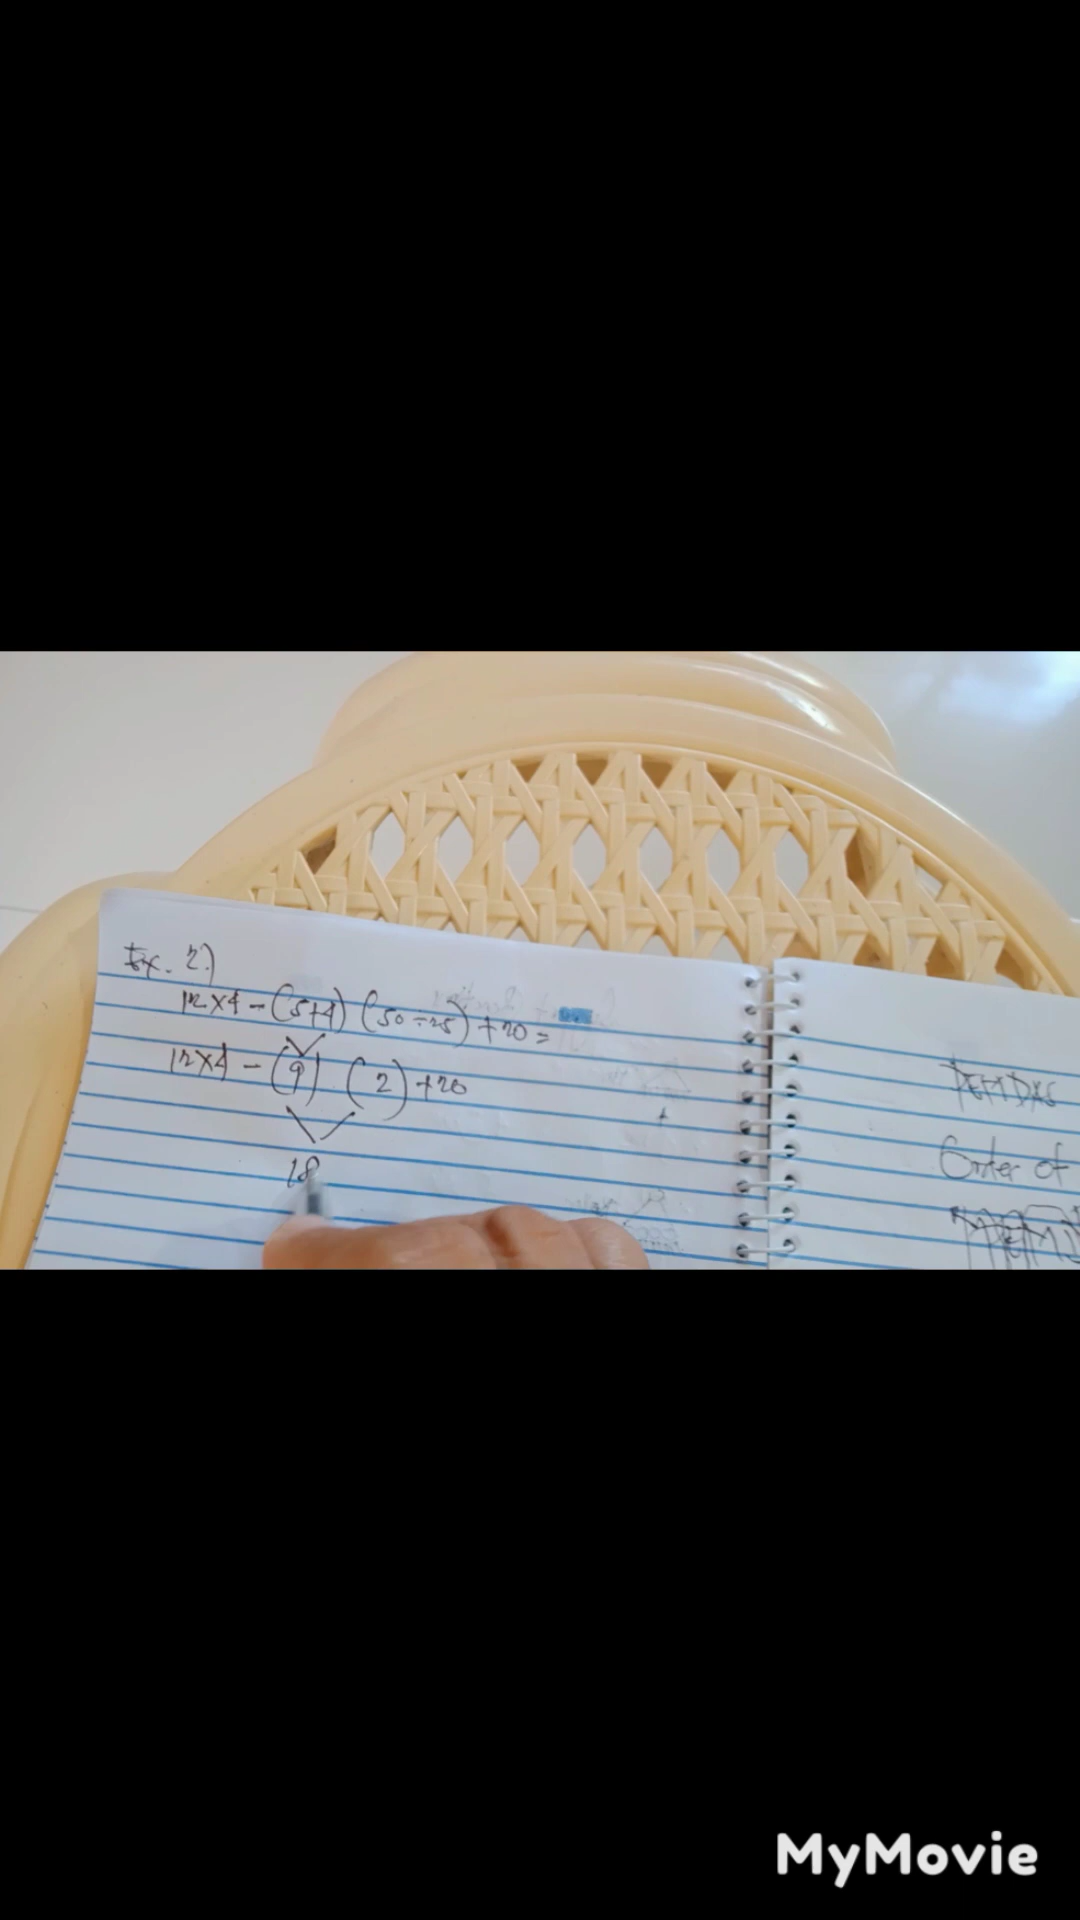 Ex. 2.)
12x4 - (5+4) (50 ÷ 25) + 20 =
12x4 - (9) (2) + 20
18
PEMDAS
Order of
MyMovie